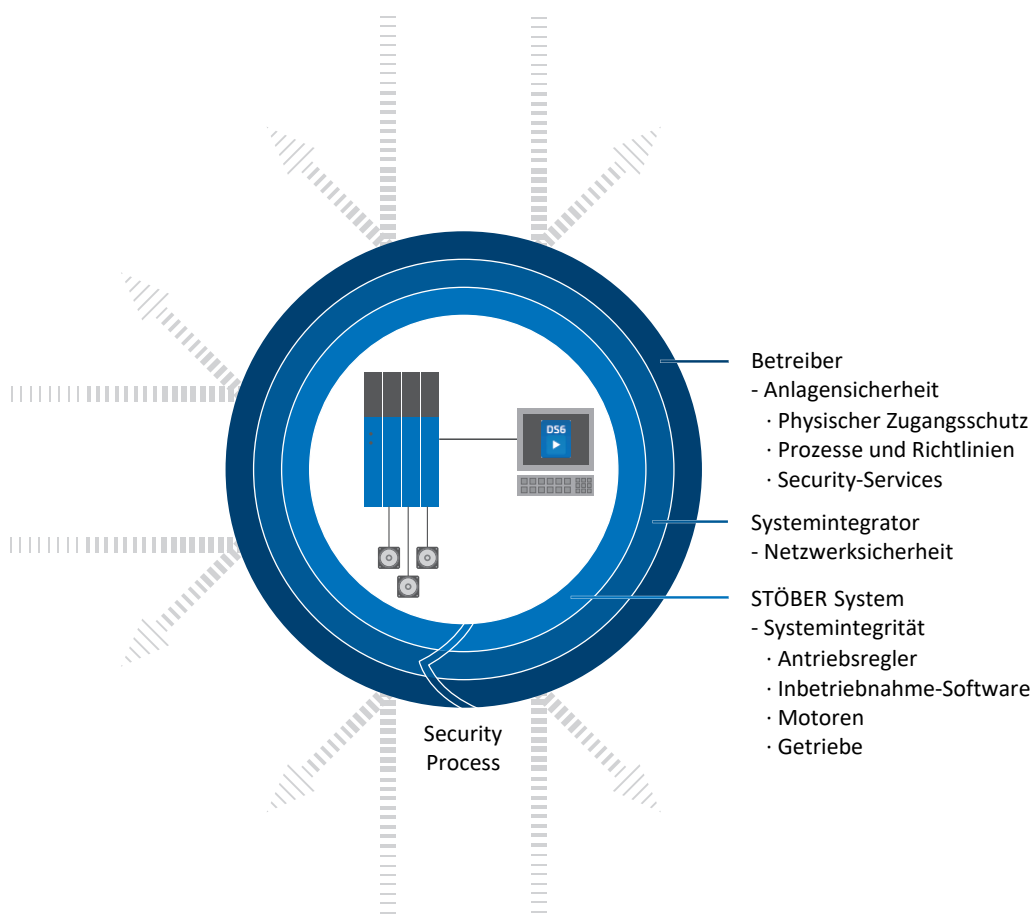 DS6
Betreiber
- Anlagensicherheit
· Physischer Zugangsschutz
· Prozesse und Richtlinien
· Security-Services
Systemintegrator
- Netzwerksicherheit
STÖBER System
- Systemintegrität
· Antriebsregler
· Inbetriebnahme-Software
· Motoren
· Getriebe
Security
Process